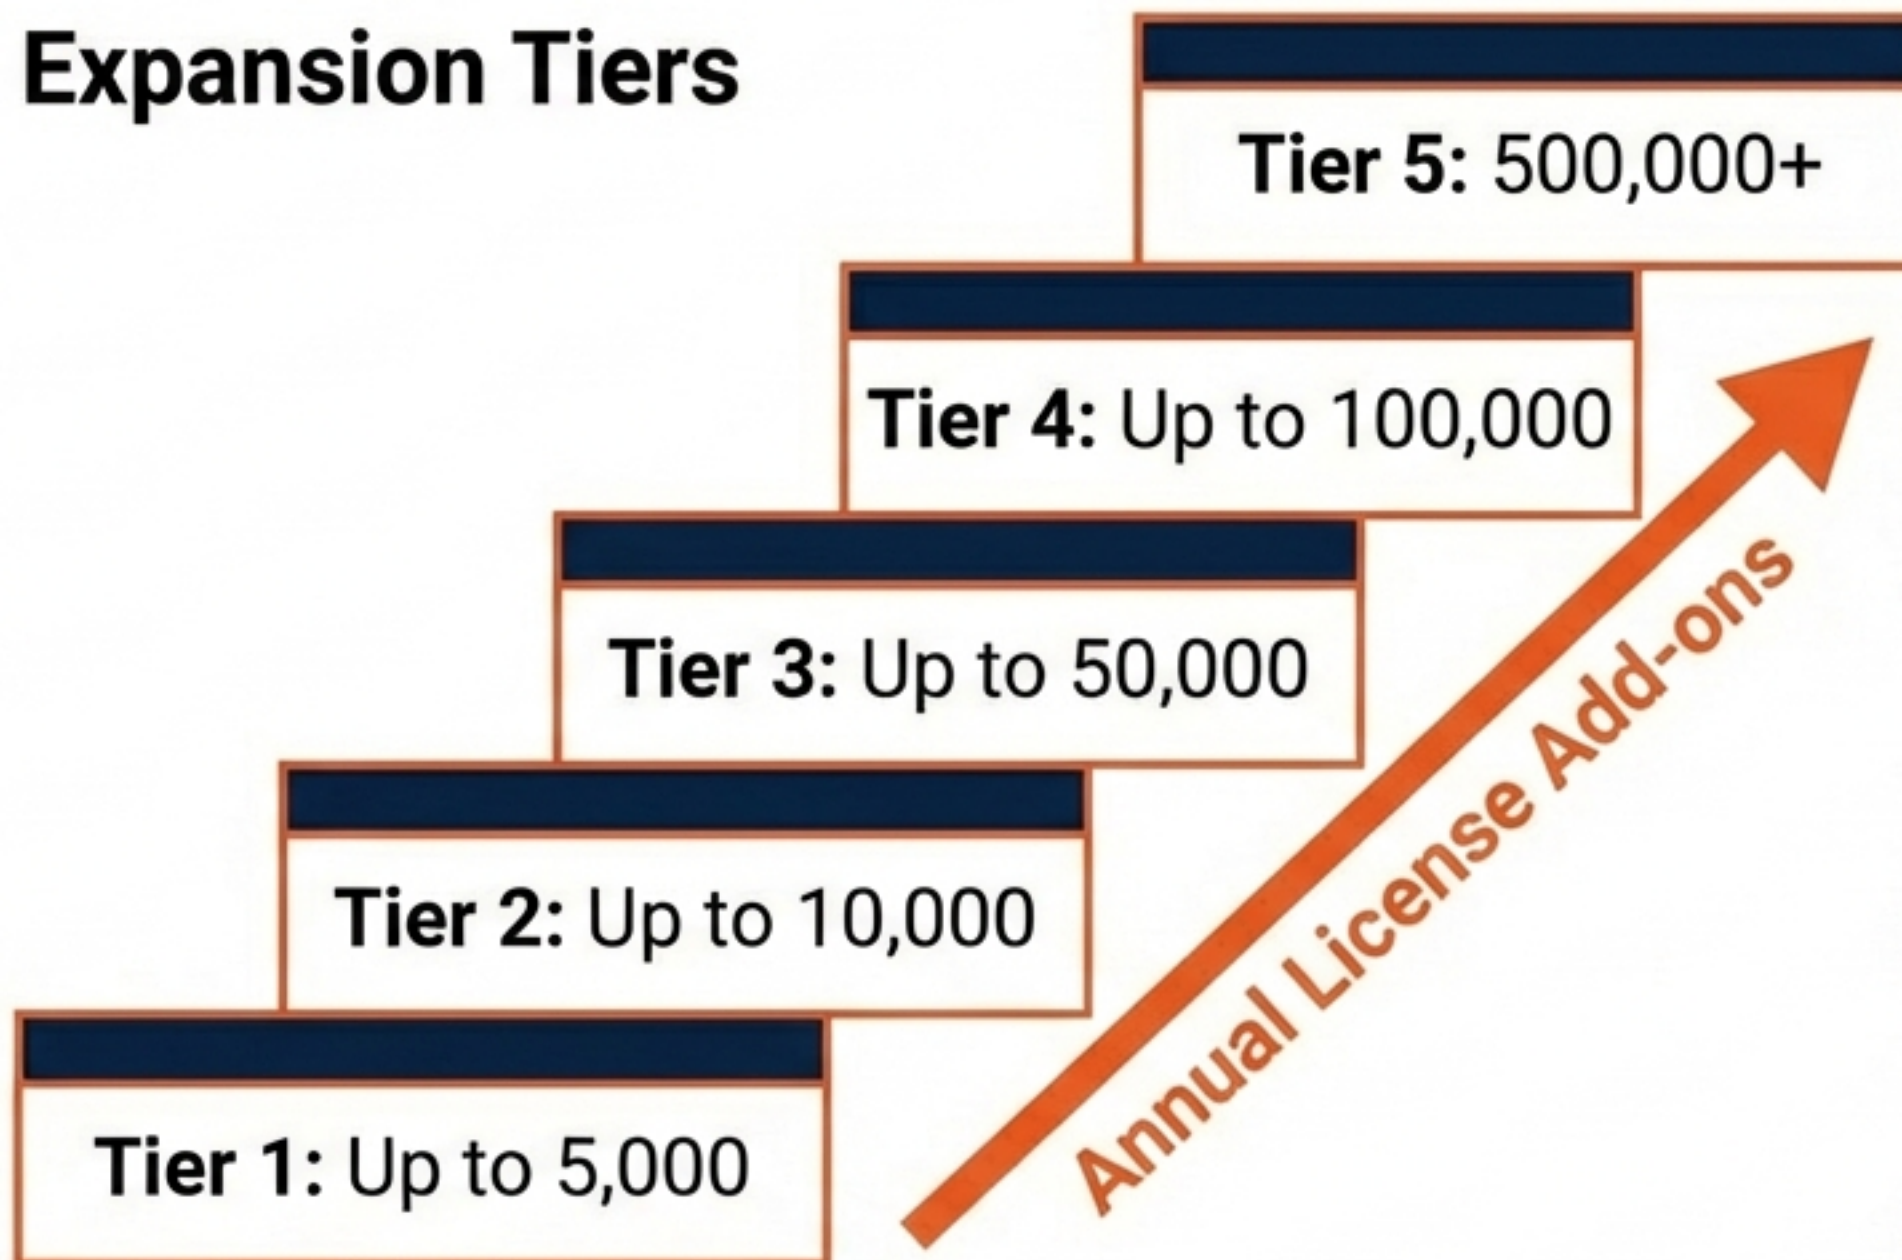 Expansion Tiers
Tier 5: 500,000+
Tier 4: Up to 100,000
Tier 3: Up to 50,000
Tier 2: Up to 10,000
Tier 1: Up to 5,000
Annual License Add-ons